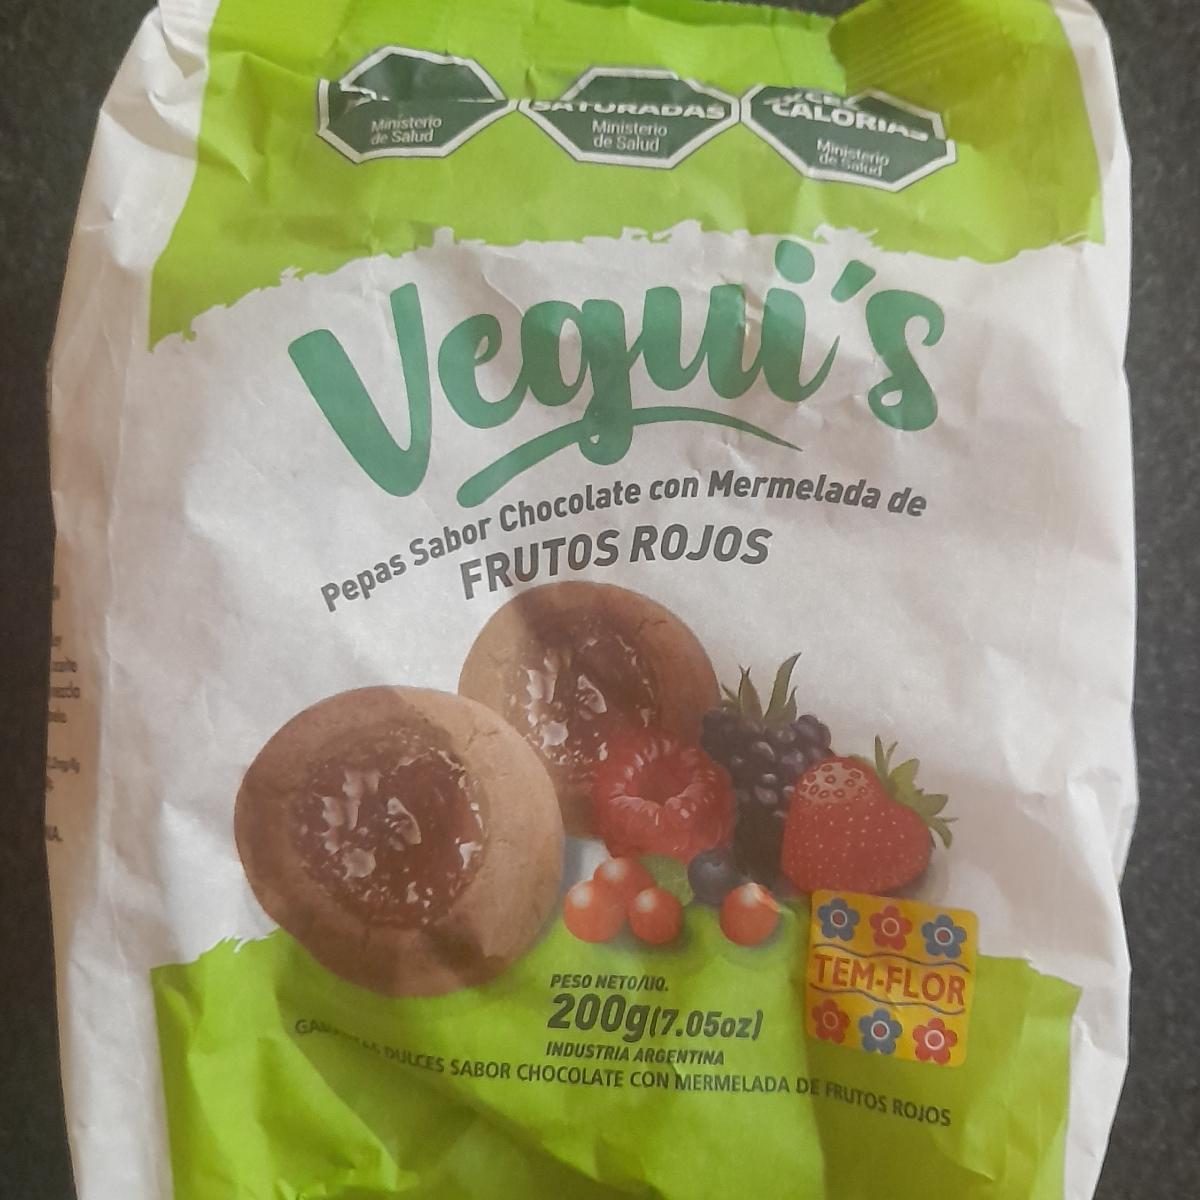 Ministerio
de Salud
SATURADAS
Ministerio
de Salud
CALORIAS
Ministerio
de Salud
Vegui's
Pepas Sabor Chocolate con Mermelada de
FRUTOS ROJOS
TEM-FLOR
PESO NETO/LIQ.
200g(7.05oz)
INDUSTRIA ARGENTINA
DULCES SABOR CHOCOLATE CON MERMELADA DE FRUTOS ROJOS